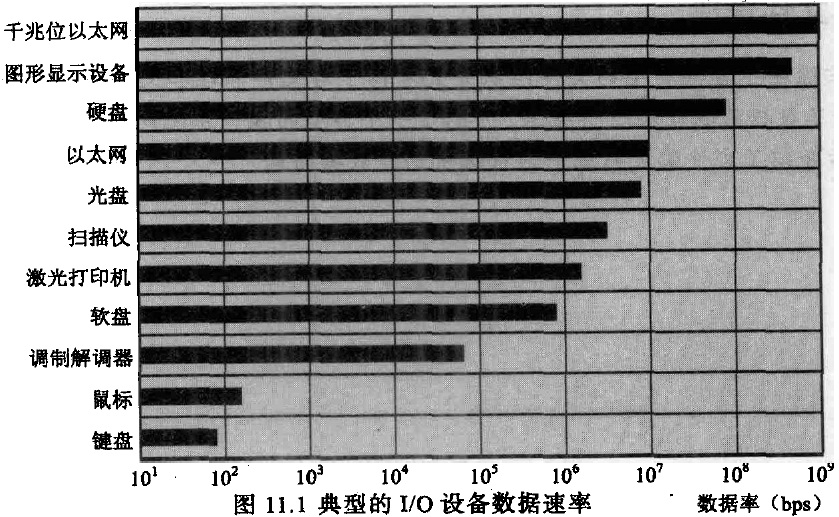 千兆位以太网
图形显示设备
硬盘
以太网
光盘
扫描仪
激光打印机
软盘
调制解调器
鼠标
键盘
10¹ 10² 10³ 10⁴ 10⁵ 10⁶ 10⁷ 10⁸ 10⁹
图 11.1 典型的 I/O 设备数据速率 数据率（bps）